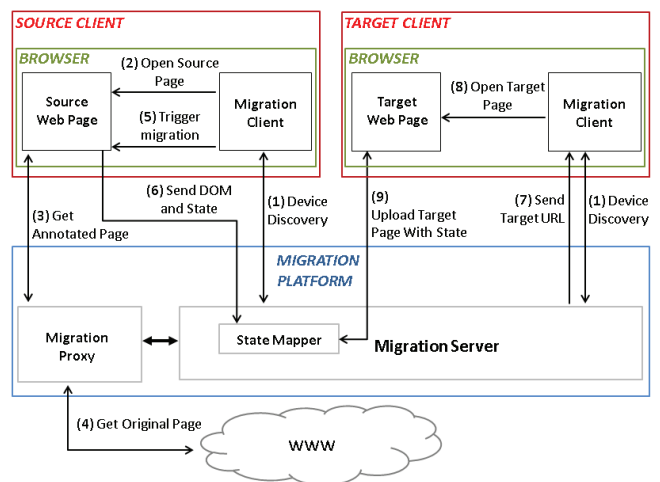 SOURCE CLIENT
BROWSER
Source
Web Page
(2) Open Source
Page
(5) Trigger
migration
Migration
Client
TARGET CLIENT
BROWSER
Target
Web Page
(8) Open Target
Page
Migration
Client
(3) Get
Annotated Page
(6) Send DOM
and State
(1) Device
Discovery
(9)
Upload Target
Page With State
(7) Send
Target URL
(1) Device
Discovery
MIGRATION
PLATFORM
Migration
Proxy
State Mapper
Migration Server
(4) Get Original Page
WWW